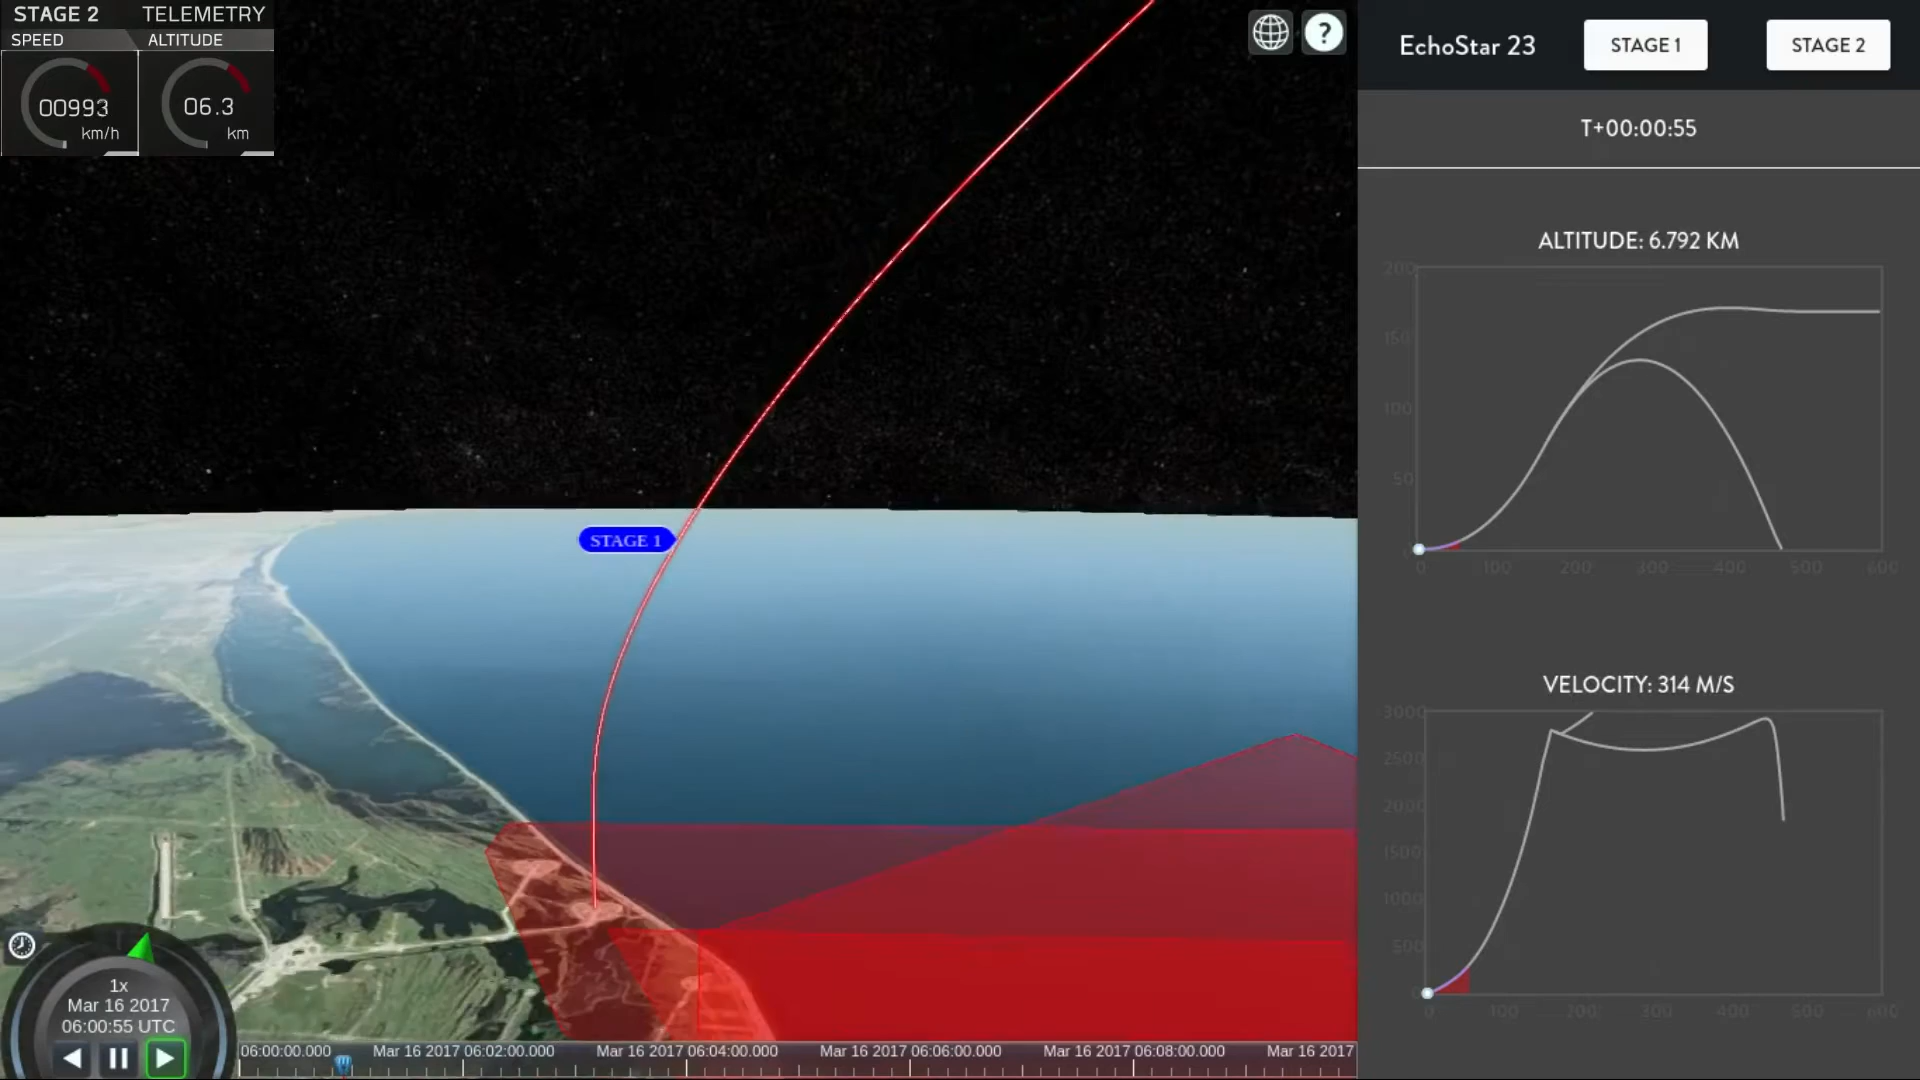 STAGE 2 TELEMETRY
SPEED ALTITUDE
00993 06.3
km/h km
?
EchoStar 23 STAGE 1 STAGE 2
T+00:00:55
ALTITUDE: 6.792 KM
200
150
100
50
0
0 100 200 300 400 500 600
STAGE 1
VELOCITY: 314 M/S
3000
2500
2000
1500
1000
500
0
0 100 200 300 400 500 600
1x
Mar 16 2017
06:00:55 UTC
06:00:00.000 Mar 16 2017 06:02:00.000 Mar 16 2017 06:04:00.000 Mar 16 2017 06:06:00.000 Mar 16 2017 06:08:00.000 Mar 16 2017